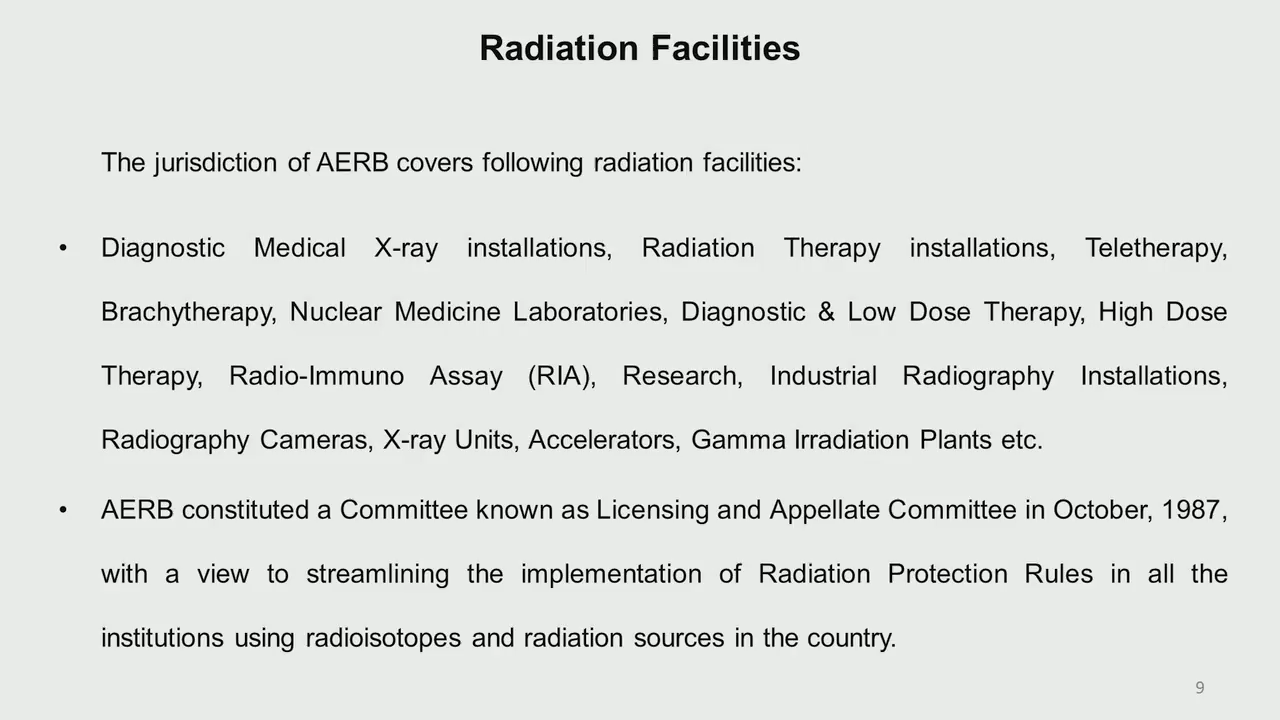 Radiation Facilities
The jurisdiction of AERB covers following radiation facilities:
• Diagnostic Medical X-ray installations, Radiation Therapy installations, Teletherapy,
Brachytherapy, Nuclear Medicine Laboratories, Diagnostic & Low Dose Therapy, High Dose
Therapy, Radio-Immuno Assay (RIA), Research, Industrial Radiography Installations,
Radiography Cameras, X-ray Units, Accelerators, Gamma Irradiation Plants etc.
• AERB constituted a Committee known as Licensing and Appellate Committee in October, 1987,
with a view to streamlining the implementation of Radiation Protection Rules in all the
institutions using radioisotopes and radiation sources in the country.
9